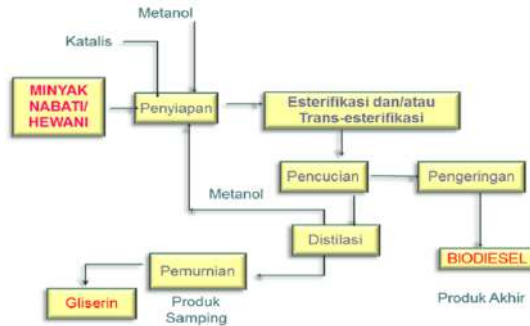 Metanol
Katalis
MINYAK
NABATI/
HEWANI
Penyiapan
Esterifikasi dan/atau
Trans-esterifikasi
Pencucian
Pengeringan
Metanol
Distilasi
BIODIESEL
Pemurnian
Gliserin
Produk
Samping
Produk Akhir